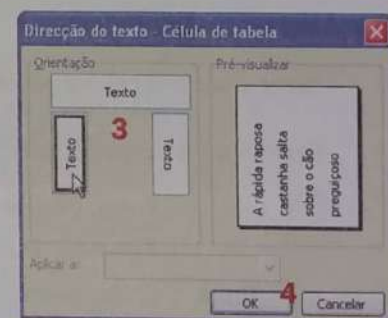 Direcção do texto - Célula de tabela
Orientação
Pré-visualizar
Texto
3
Texto
Texto
A rápida raposa
castanha salta
sobre o cão
preguiçoso
Aplicar a:
4
OK
Cancelar